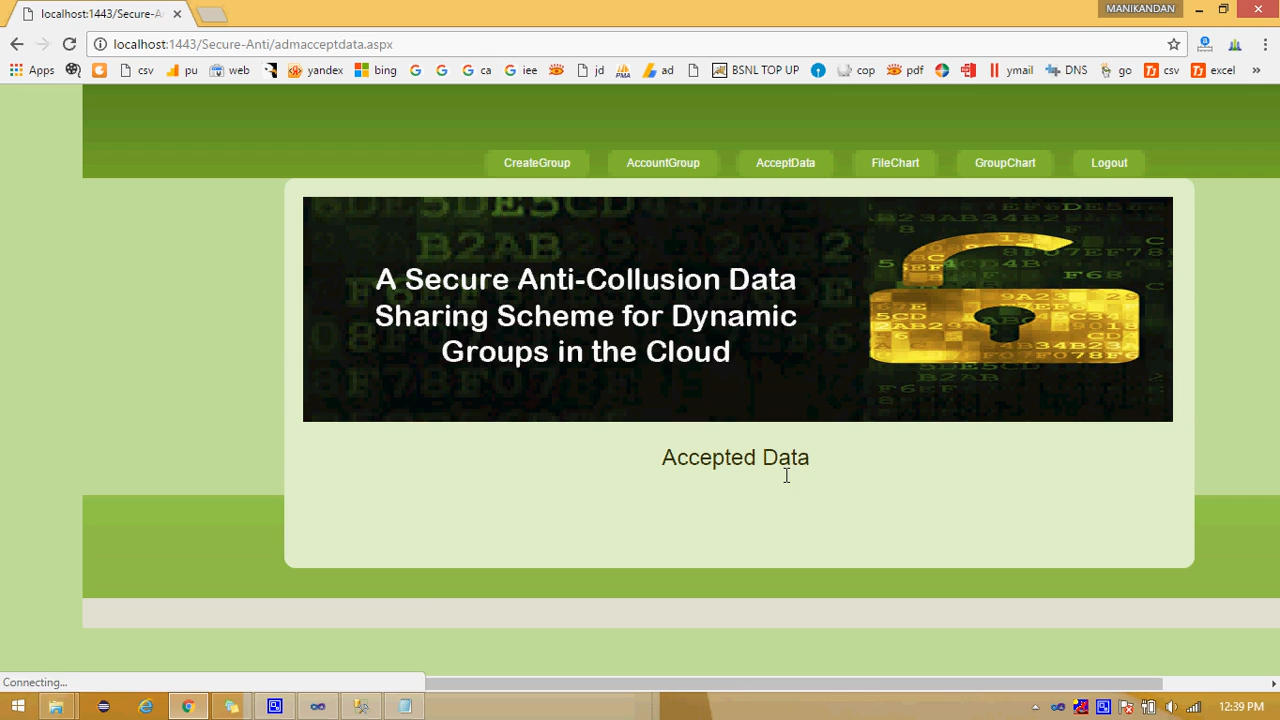 localhost:1443/Secure-A
MANIKANDAN
localhost:1443/Secure-Anti/admacceptdata.aspx
Apps csv pu web yandex bing ca iee jd ad BSNL TOP UP cop pdf ymail DNS go csv excel »
CreateGroup AccountGroup AcceptData FileChart GroupChart Logout
A Secure Anti-Collusion Data
Sharing Scheme for Dynamic
Groups in the Cloud
Accepted Data
Connecting...
12:39 PM